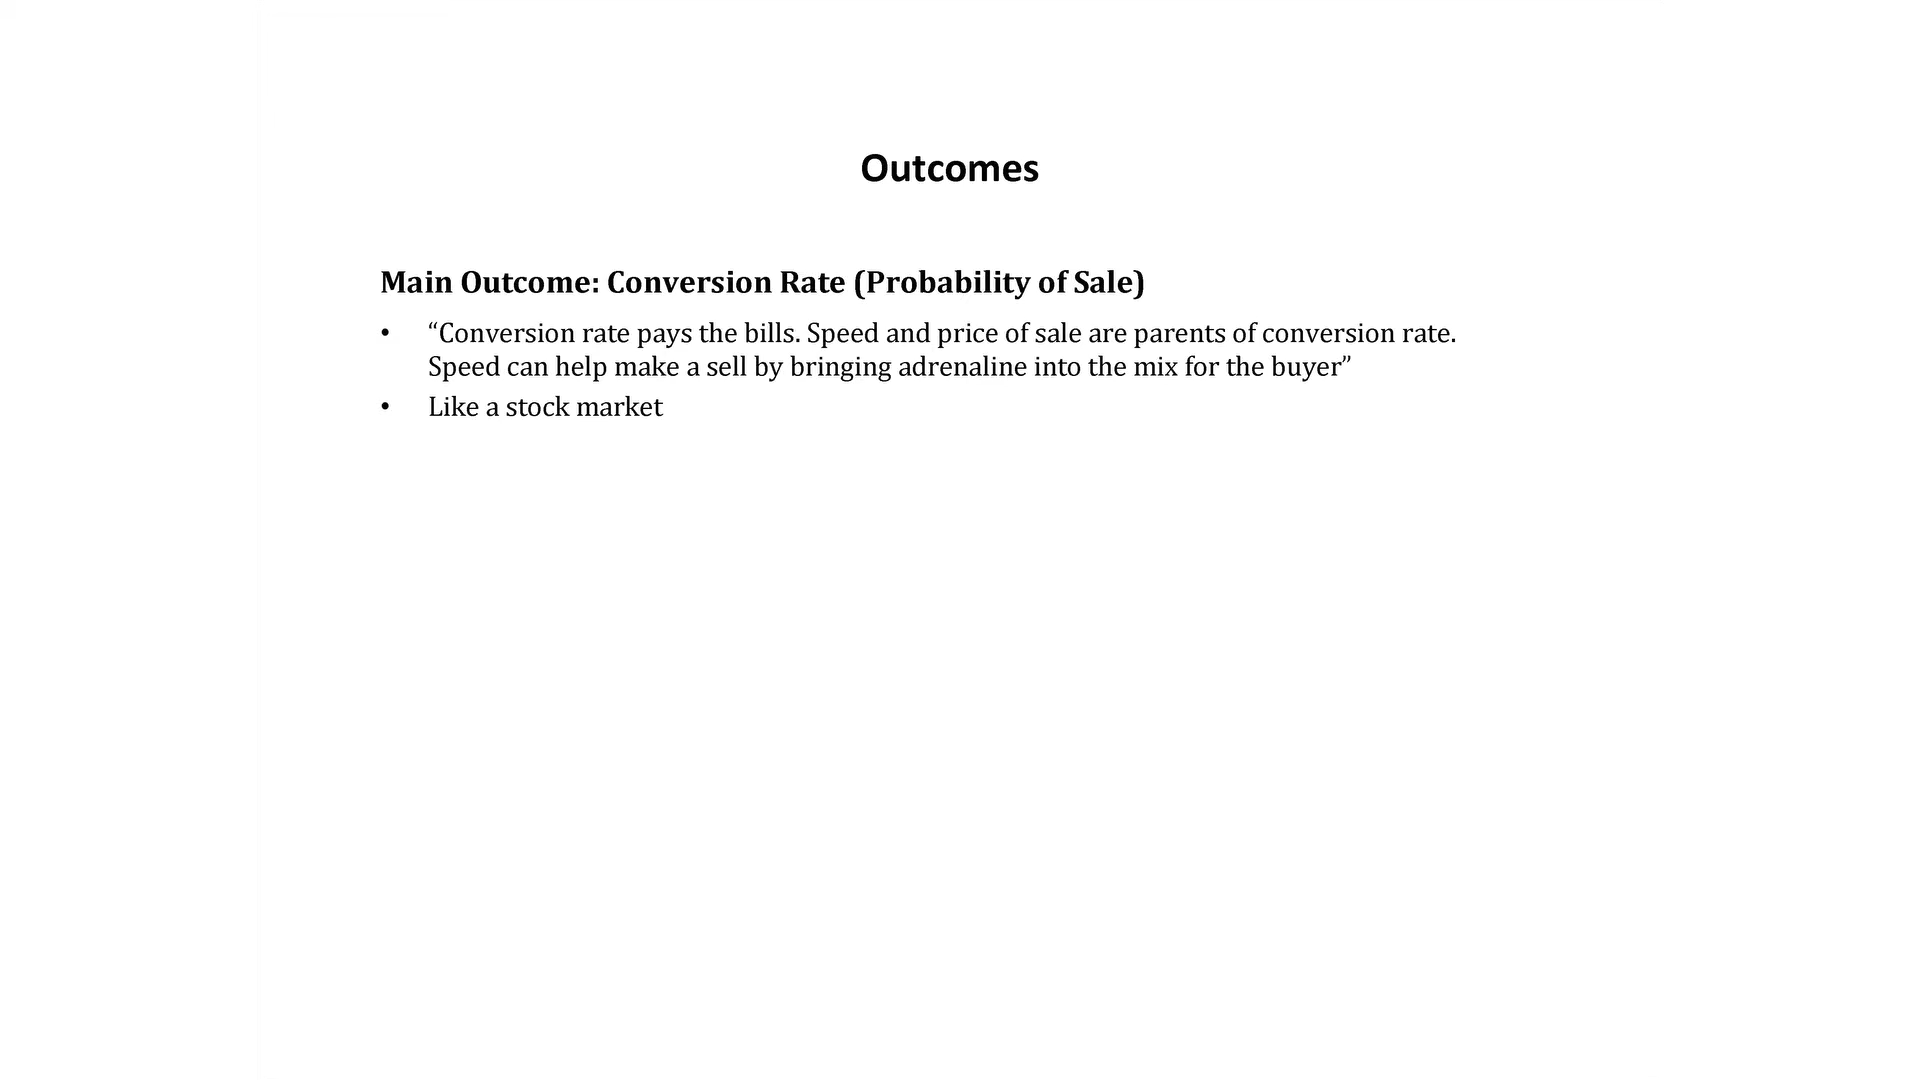 Outcomes
Main Outcome: Conversion Rate (Probability of Sale)
• “Conversion rate pays the bills. Speed and price of sale are parents of conversion rate.
Speed can help make a sell by bringing adrenaline into the mix for the buyer”
• Like a stock market